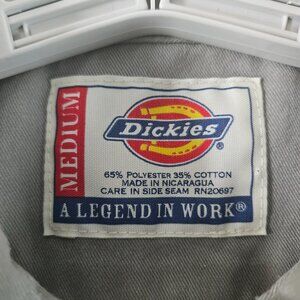 MEDIUM
Dickies®
65% POLYESTER 35% COTTON
MADE IN NICARAGUA
CARE IN SIDE SEAM RN20697
A LEGEND IN WORK®